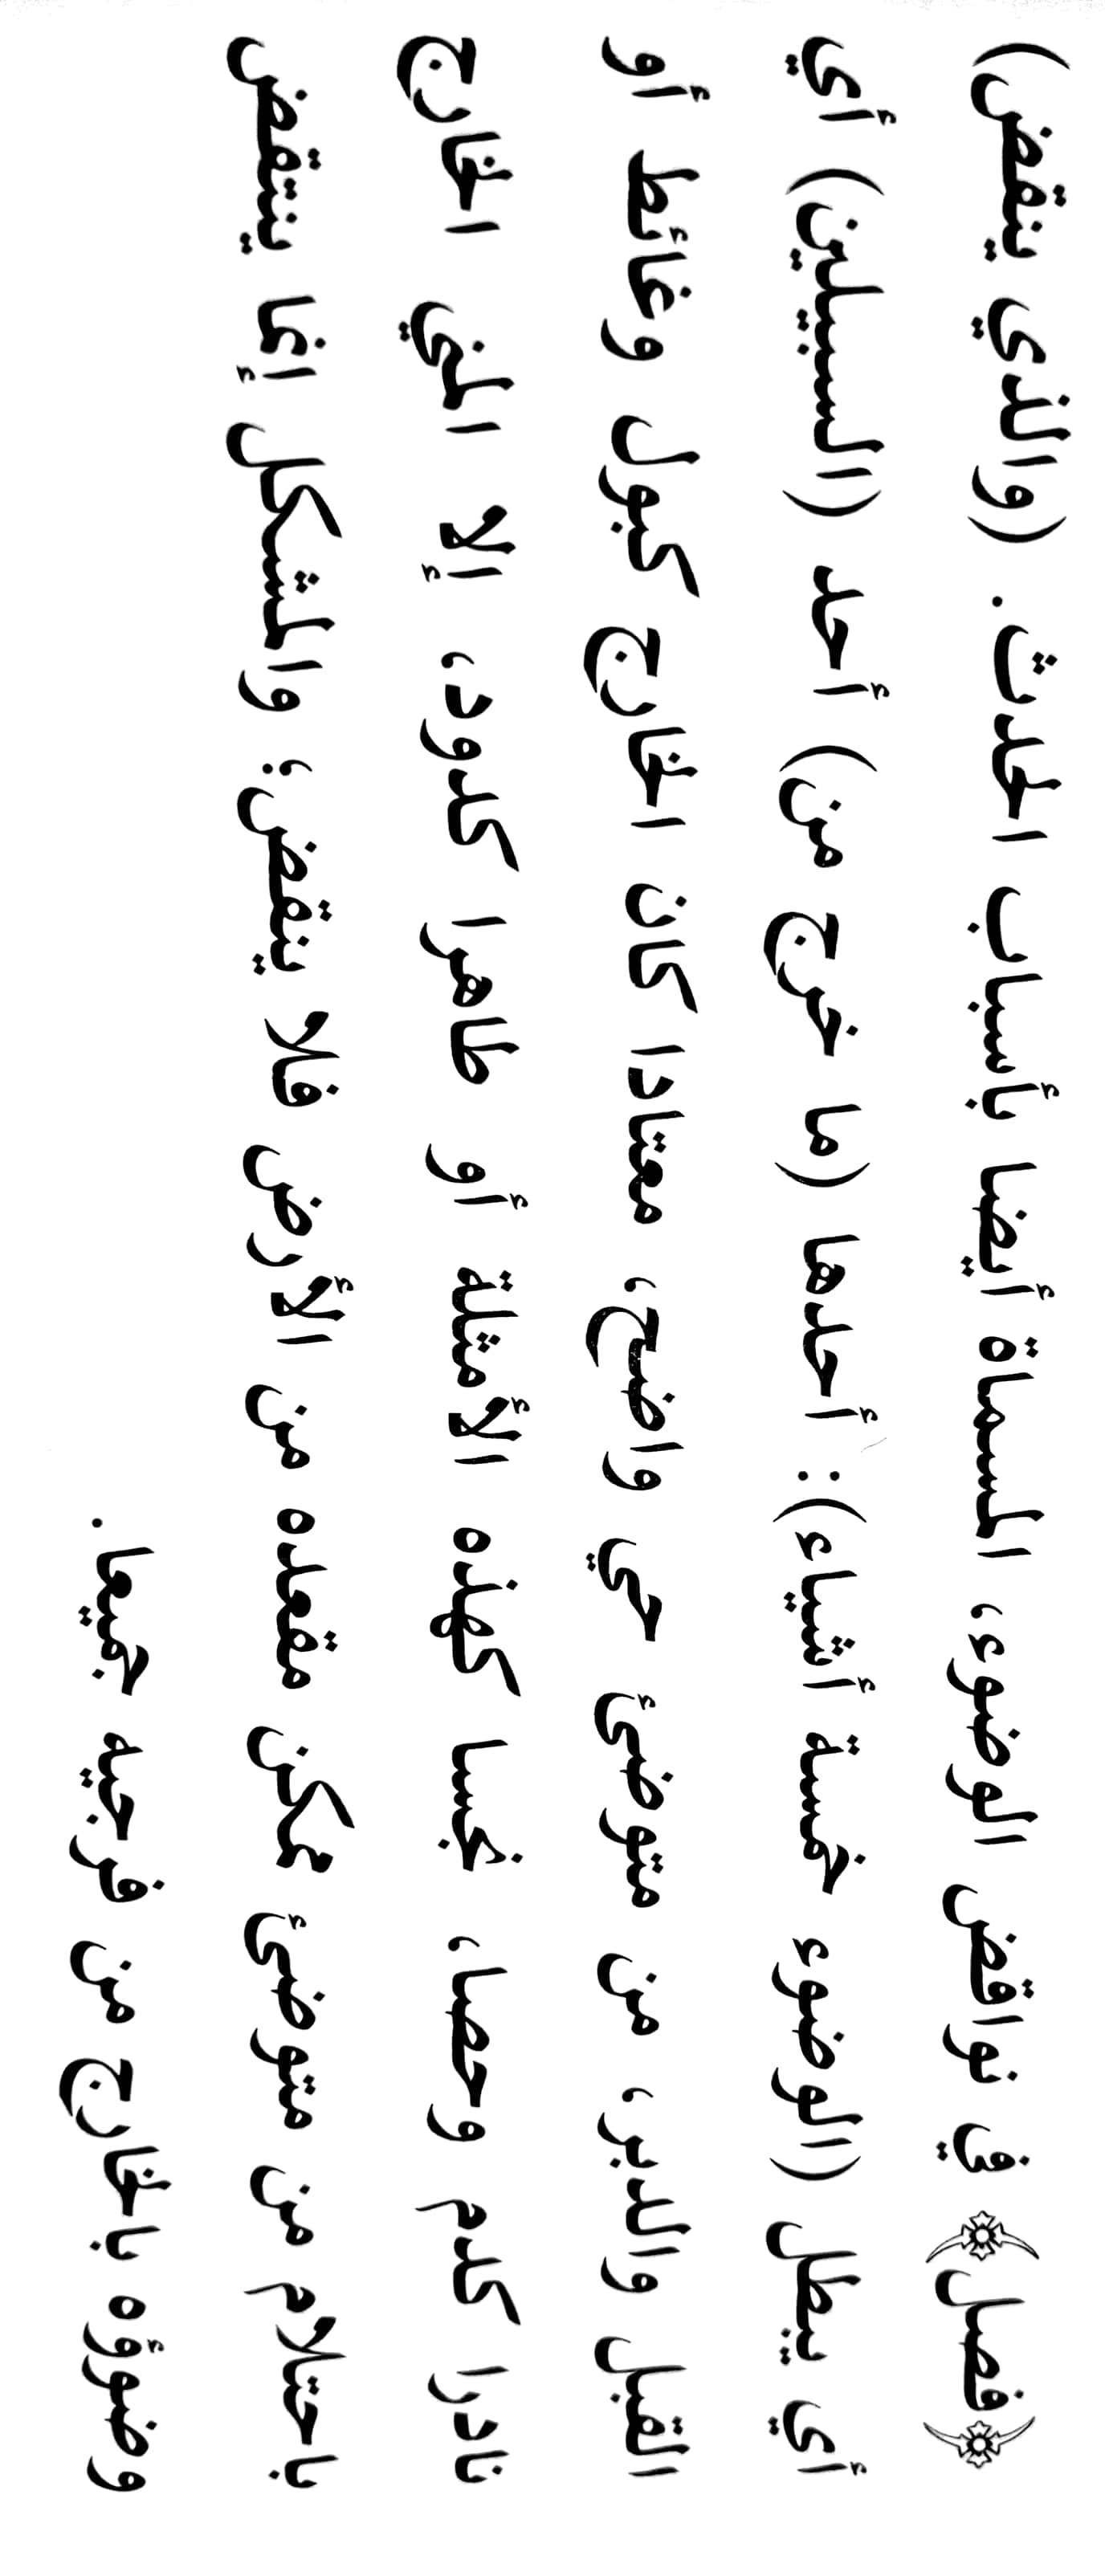 ﴿فصل﴾ في نواقض الوضوء، المسماة أيضا بأسباب الحدث. (والذي ينقض)
أي يبطل (الوضوء خمسة أشياء): أحدها (ما خرج من) أحد (السبيلين) أي
القبل والدبر، من متوضئ حي واضح، معتادا كان الخارج كبول وغائط أو
نادرا كدم وحصا، نجسا كهذه الأمثلة أو طاهرا كدود، إلا المني الخارج
باحتلام من متوضئ ممكن مقعده من الأرض فلا ينقض؛ والمشكل إنما ينتقض
وضوؤه بالخارج من فرجيه جميعا.